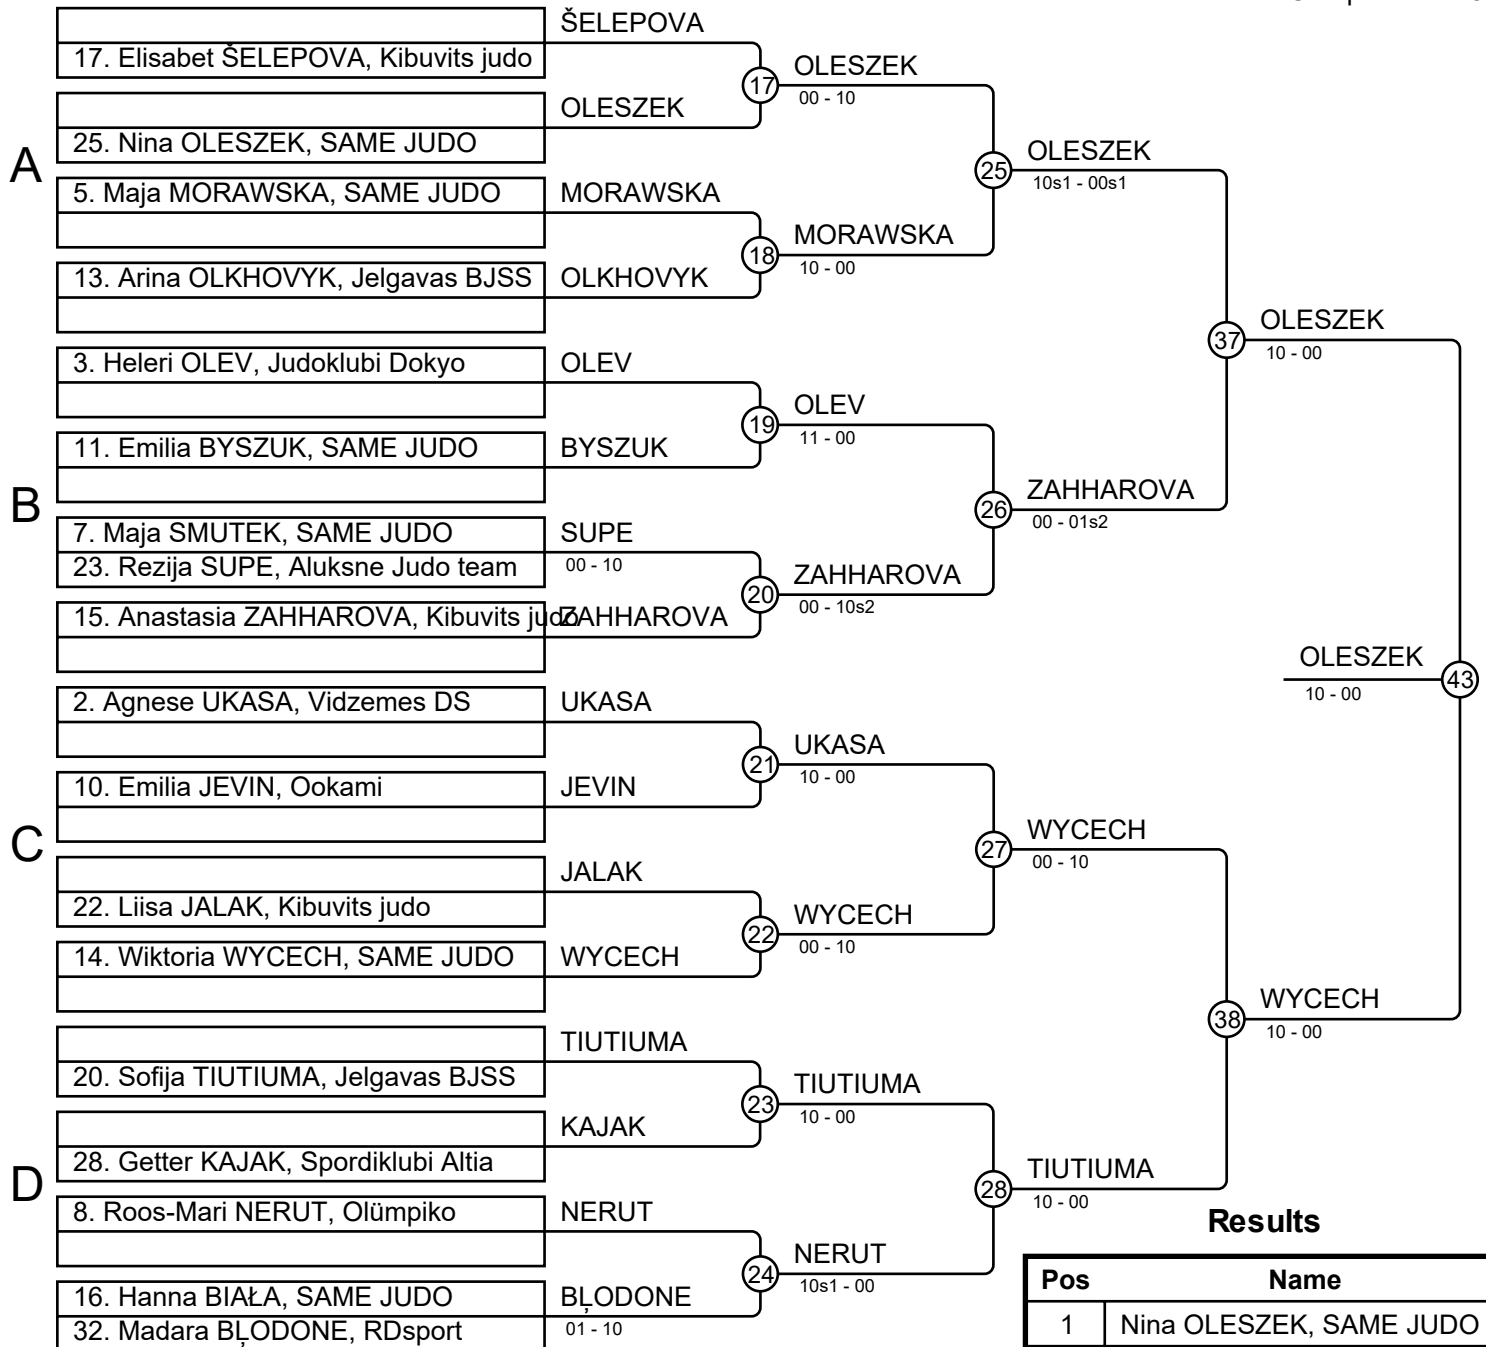 ŠELEPOVA
17. Elisabet ŠELEPOVA, Kibuvits judo
17
OLESZEK
00 - 10
OLESZEK
25. Nina OLESZEK, SAME JUDO
A
25
OLESZEK
10s1 - 00s1
5. Maja MORAWSKA, SAME JUDO
MORAWSKA
18
MORAWSKA
10 - 00
13. Arina OLKHOVYK, Jelgavas BJSS
OLKHOVYK
37
OLESZEK
10 - 00
3. Heleri OLEV, Judoklubi Dokyo
OLEV
19
OLEV
11 - 00
11. Emilia BYSZUK, SAME JUDO
BYSZUK
B
26
ZAHHAROVA
00 - 01s2
7. Maja SMUTEK, SAME JUDO
SUPE
23. Rezija SUPE, Aluksne Judo team
00 - 10
20
ZAHHAROVA
00 - 10s2
15. Anastasia ZAHHAROVA, Kibuvits judo
ZAHHAROVA
OLESZEK
43
10 - 00
2. Agnese UKASA, Vidzemes DS
UKASA
21
UKASA
10 - 00
10. Emilia JEVIN, Ookami
JEVIN
C
27
WYCECH
00 - 10
JALAK
22. Liisa JALAK, Kibuvits judo
22
WYCECH
00 - 10
14. Wiktoria WYCECH, SAME JUDO
WYCECH
38
WYCECH
10 - 00
TIUTIUMA
20. Sofija TIUTIUMA, Jelgavas BJSS
23
TIUTIUMA
10 - 00
KAJAK
28. Getter KAJAK, Spordiklubi Altia
D
28
TIUTIUMA
10 - 00
8. Roos-Mari NERUT, Olümpiko
NERUT
24
NERUT
10s1 - 00
16. Hanna BIAŁA, SAME JUDO
BĻODONE
32. Madara BĻODONE, RDsport
01 - 10
Results
Pos Name
1 Nina OLESZEK, SAME JUDO